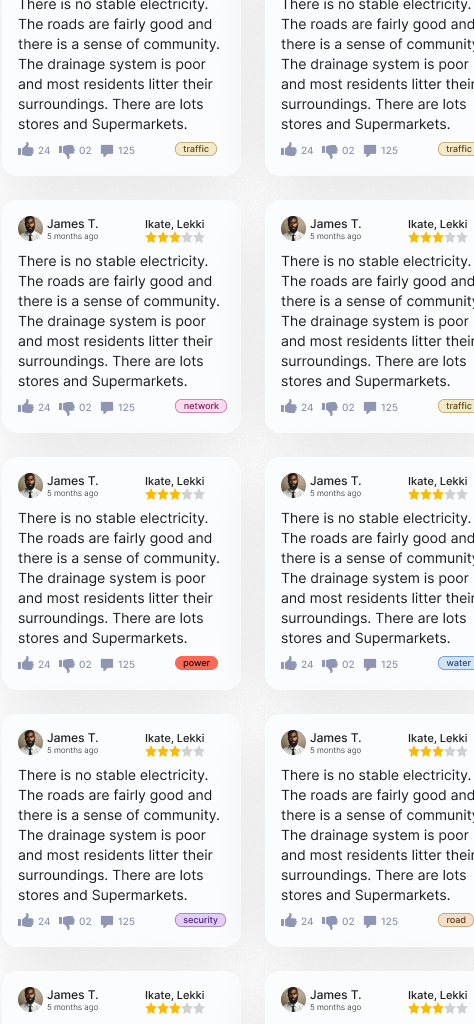 There is no stable electricity.
The roads are fairly good and
there is a sense of community.
The drainage system is poor
and most residents litter their
surroundings. There are lots
stores and Supermarkets.
24 02 125 traffic
James T. Ikate, Lekki
5 months ago
There is no stable electricity.
The roads are fairly good and
there is a sense of community.
The drainage system is poor
and most residents litter their
surroundings. There are lots
stores and Supermarkets.
24 02 125 network
James T. Ikate, Lekki
5 months ago
There is no stable electricity.
The roads are fairly good and
there is a sense of community.
The drainage system is poor
and most residents litter their
surroundings. There are lots
stores and Supermarkets.
24 02 125 power
James T. Ikate, Lekki
5 months ago
There is no stable electricity.
The roads are fairly good and
there is a sense of community.
The drainage system is poor
and most residents litter their
surroundings. There are lots
stores and Supermarkets.
24 02 125 security
James T. Ikate, Lekki
5 months ago
There is no stable electricity.
The roads are fairly good and
there is a sense of community
The drainage system is poor
and most residents litter their
surroundings. There are lots
stores and Supermarkets.
24 02 125 traffic
James T. Ikate, Lekki
5 months ago
There is no stable electricity.
The roads are fairly good and
there is a sense of community
The drainage system is poor
and most residents litter their
surroundings. There are lots
stores and Supermarkets.
24 02 125 traffic
James T. Ikate, Lekki
5 months ago
There is no stable electricity.
The roads are fairly good and
there is a sense of community
The drainage system is poor
and most residents litter their
surroundings. There are lots
stores and Supermarkets.
24 02 125 water
James T. Ikate, Lekki
5 months ago
There is no stable electricity.
The roads are fairly good and
there is a sense of community
The drainage system is poor
and most residents litter their
surroundings. There are lots
stores and Supermarkets.
24 02 125 road
James T. Ikate, Lekki
5 months ago